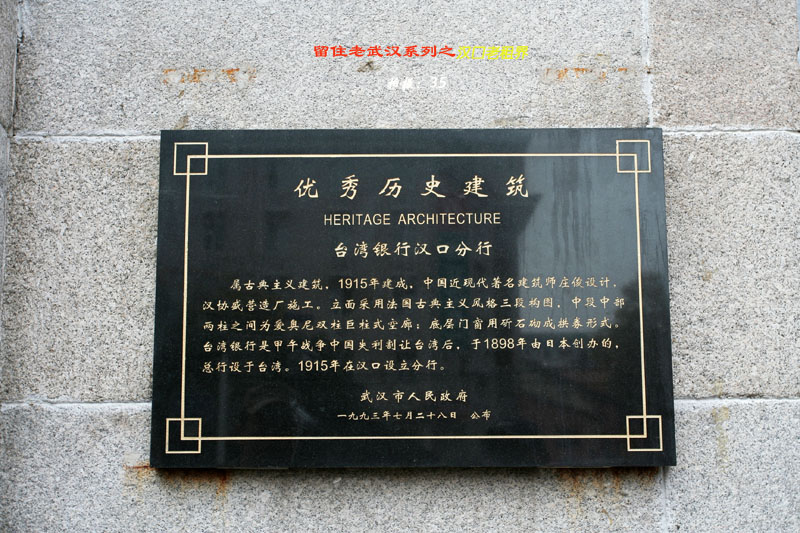 留住老武汉系列之
优秀历史建筑
HERITAGE ARCHITECTURE
台湾银行汉口分行
属古典主义建筑，1915年建成，中国近现代著名建筑师庄俊设计，
汉协盛营造厂施工。立面采用法国古典主义风格三段构图，中段中部
两柱之间为爱奥尼双柱巨柱式空廊；底层门窗用斫石砌成拱券形式。
台湾银行是甲午战争中国失利割让台湾后，于1898年由日本创办的，
总行设于台湾。1915年在汉口设立分行。
武汉市人民政府
一九九三年七月二十八日 公布